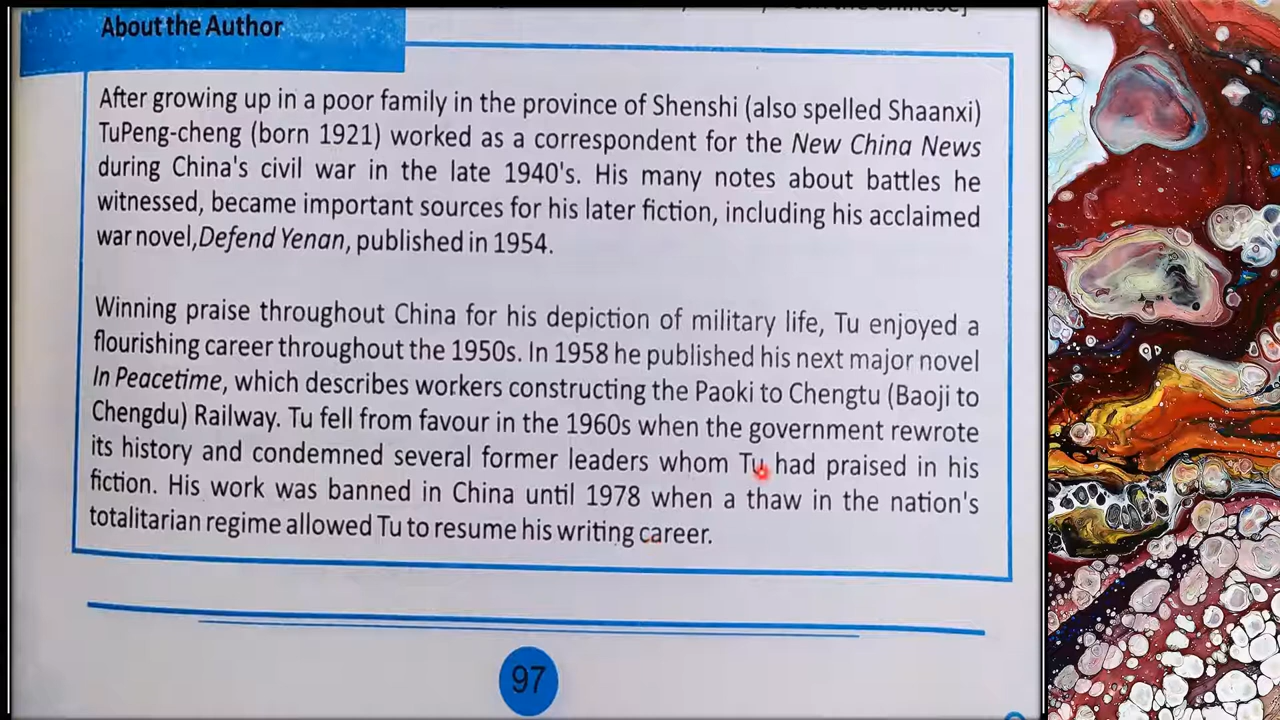 About the Author
After growing up in a poor family in the province of Shenshi (also spelled Shaanxi)
TuPeng-cheng (born 1921) worked as a correspondent for the New China News
during China's civil war in the late 1940's. His many notes about battles he
witnessed, became important sources for his later fiction, including his acclaimed
war novel,Defend Yenan, published in 1954.
Winning praise throughout China for his depiction of military life, Tu enjoyed a
flourishing career throughout the 1950s. In 1958 he published his next major novel
In Peacetime, which describes workers constructing the Paoki to Chengtu (Baoji to
Chengdu) Railway. Tu fell from favour in the 1960s when the government rewrote
its history and condemned several former leaders whom Tu had praised in his
fiction. His work was banned in China until 1978 when a thaw in the nation's
totalitarian regime allowed Tu to resume his writing career.
97